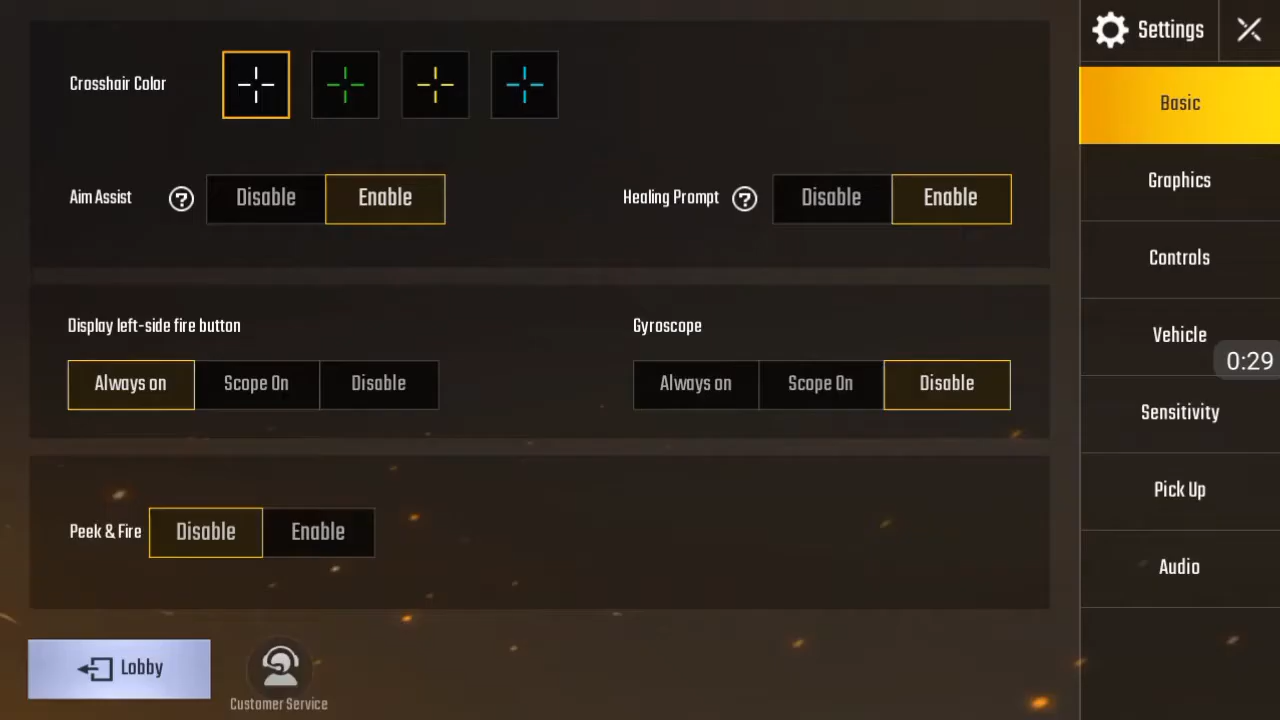 Settings
Crosshair Color
Basic
Aim Assist ? Disable Enable
Healing Prompt ? Disable Enable
Graphics
Controls
Display left-side fire button
Gyroscope
Vehicle
0:29
Always on Scope On Disable
Always on Scope On Disable
Sensitivity
Pick Up
Peek & Fire Disable Enable
Audio
Lobby
Customer Service